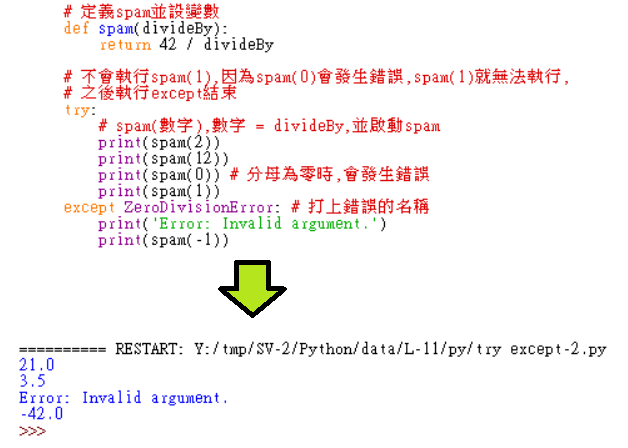 # 定義spam並設變數
def spam(divideBy):
return 42 / divideBy
# 不會執行spam(1),因為spam(0)會發生錯誤,spam(1)就無法執行,
# 之後執行except結束
try:
# spam(數字),數字 = divideBy,並啟動spam
print(spam(2))
print(spam(12))
print(spam(0)) # 分母為零時,會發生錯誤
print(spam(1))
except ZeroDivisionError: # 打上錯誤的名稱
print('Error: Invalid argument.')
print(spam(-1))
========== RESTART: Y:/tmp/SV-2/Python/data/L-11/py/try except-2.py
21.0
3.5
Error: Invalid argument.
-42.0
>>>